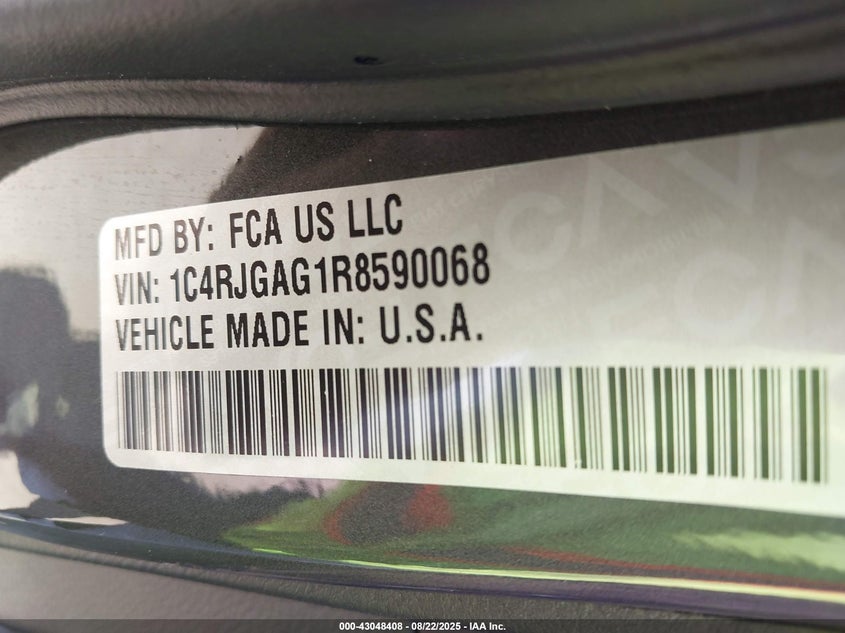 MFD BY: FCA US LLC
VIN: 1C4RJGAG1R8590068
VEHICLE MADE IN: U.S.A.
000-43048408 - 08/22/2025 - IAA Inc.